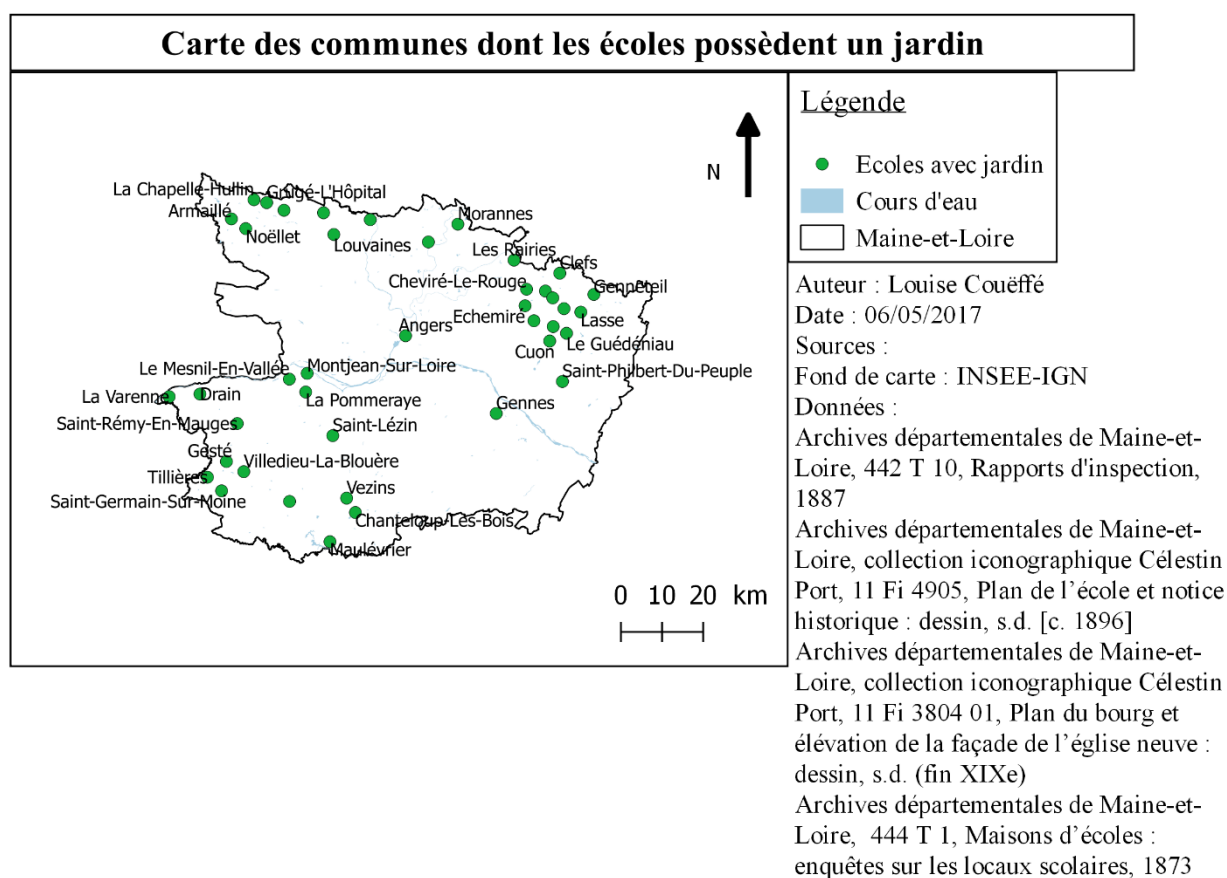 Carte des communes dont les écoles possèdent un jardin
Légende
Ecoles avec jardin
Cours d'eau
Maine-et-Loire
N
La Chapelle-Hullin
Grugé-L'Hôpital
Armaillé
Noëllet
Louvaines
Morannes
Les Rairies
Clefs
Cheviré-Le-Rouge
Genneteil
Echemiré
Lasse
Angers
Le Guédéniau
Cuon
Le Mesnil-En-Vallée
Montjean-Sur-Loire
Saint-Philbert-Du-Peuple
La Varenne
Drain
La Pommeraye
Gennes
Saint-Rémy-En-Mauges
Saint-Lézin
Gesté
Villedieu-La-Blouère
Tillières
Saint-Germain-Sur-Moine
Vezins
Chanteloup-Les-Bois
Maulévrier
0 10 20 km
Auteur : Louise Couëffé
Date : 06/05/2017
Sources :
Fond de carte : INSEE-IGN
Données :
Archives départementales de Maine-et-
Loire, 442 T 10, Rapports d'inspection,
1887
Archives départementales de Maine-et-
Loire, collection iconographique Célestin
Port, 11 Fi 4905, Plan de l'école et notice
historique : dessin, s.d. [c. 1896]
Archives départementales de Maine-et-
Loire, collection iconographique Célestin
Port, 11 Fi 3804 01, Plan du bourg et
élévation de la façade de l'église neuve :
dessin, s.d. (fin XIXe)
Archives départementales de Maine-et-
Loire, 444 T 1, Maisons d'écoles :
enquêtes sur les locaux scolaires, 1873